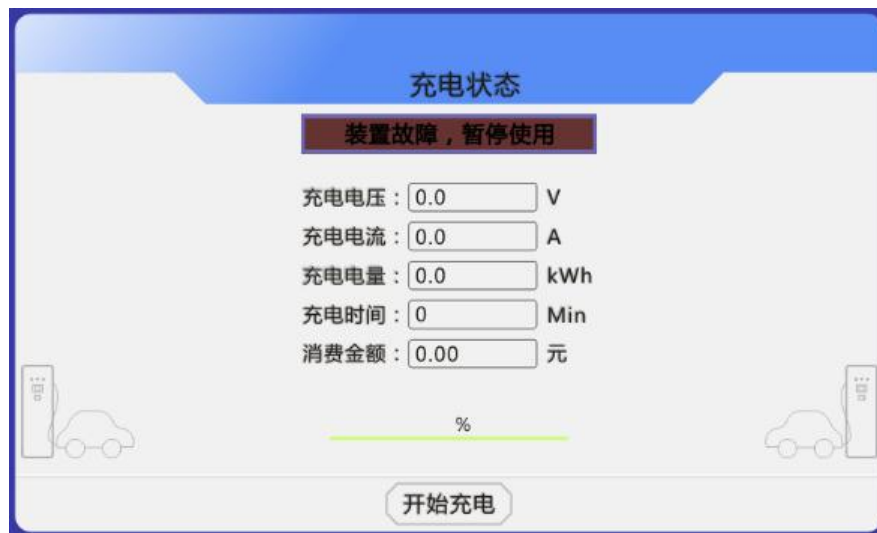 充电状态
装置故障，暂停使用
充电电压：0.0 V
充电电流：0.0 A
充电电量：0.0 kWh
充电时间：0 Min
消费金额：0.00 元
%
开始充电